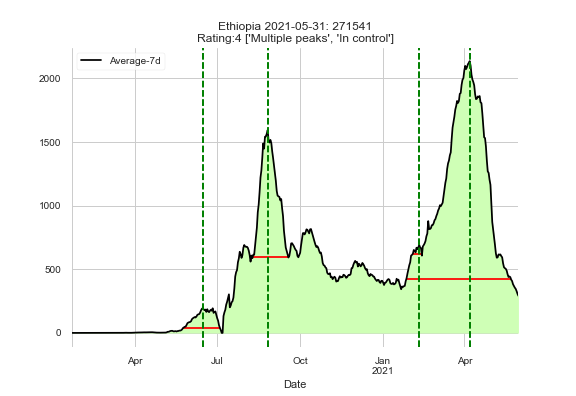 Ethiopia 2021-05-31: 271541
Rating:4 ['Multiple peaks', 'In control']
Average-7d
2000
1500
1000
500
0
Apr
Jul
Oct
Jan
2021
Apr
Date